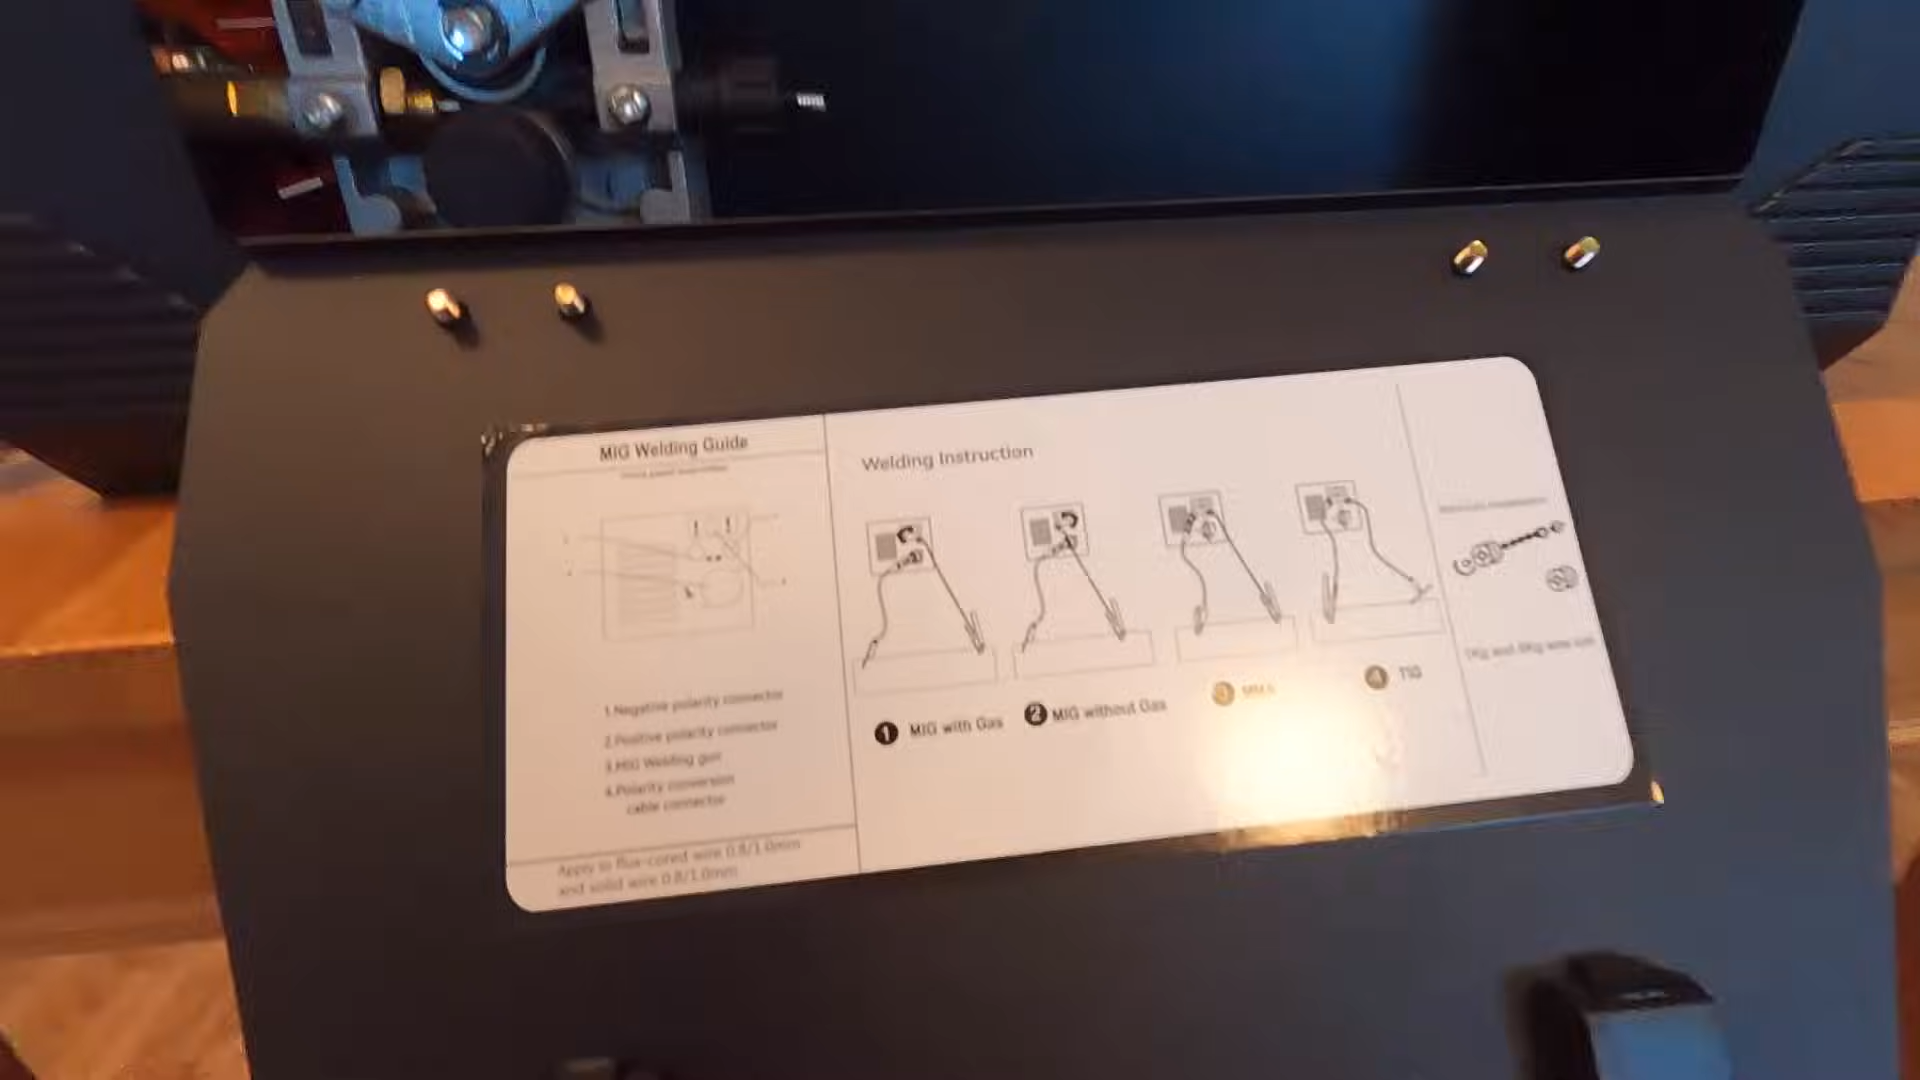 MIG Welding Guide
1.Negative polarity connector
2.Positive polarity connector
3.MIG Welding gun
4.Polarity conversion
cable connector
Apply to flux-cored wire 0.8/1.0mm
and solid wire 0.8/1.0mm
Welding Instruction
1 MIG with Gas
2 MIG without Gas
3 MMA
4 TIG